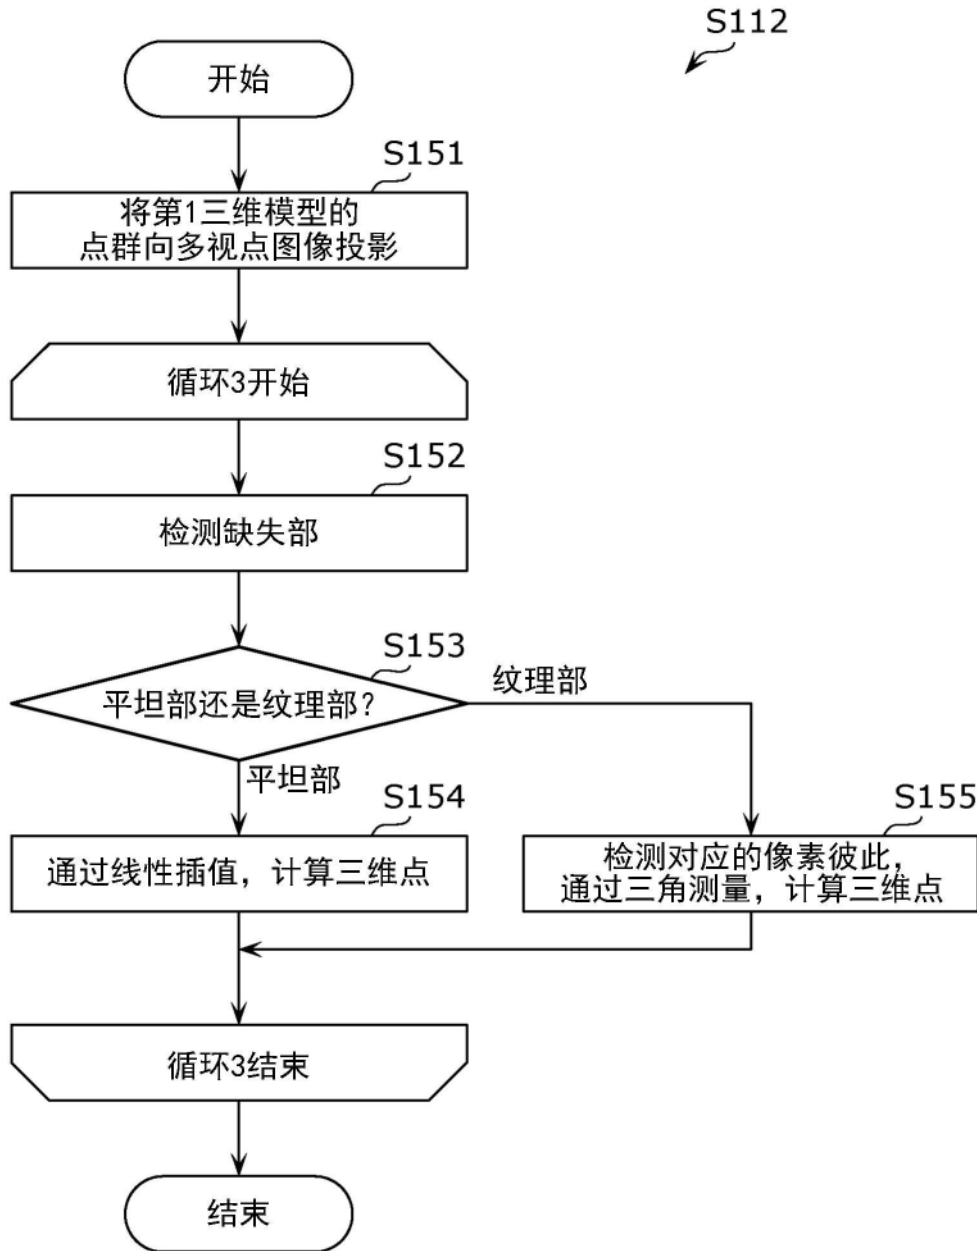 S112
开始
S151
将第1三维模型的
点群向多视点图像投影
循环3开始
S152
检测缺失部
S153
平坦部还是纹理部？
纹理部
平坦部
S154
通过线性插值，计算三维点
S155
检测对应的像素彼此，
通过三角测量，计算三维点
循环3结束
结束